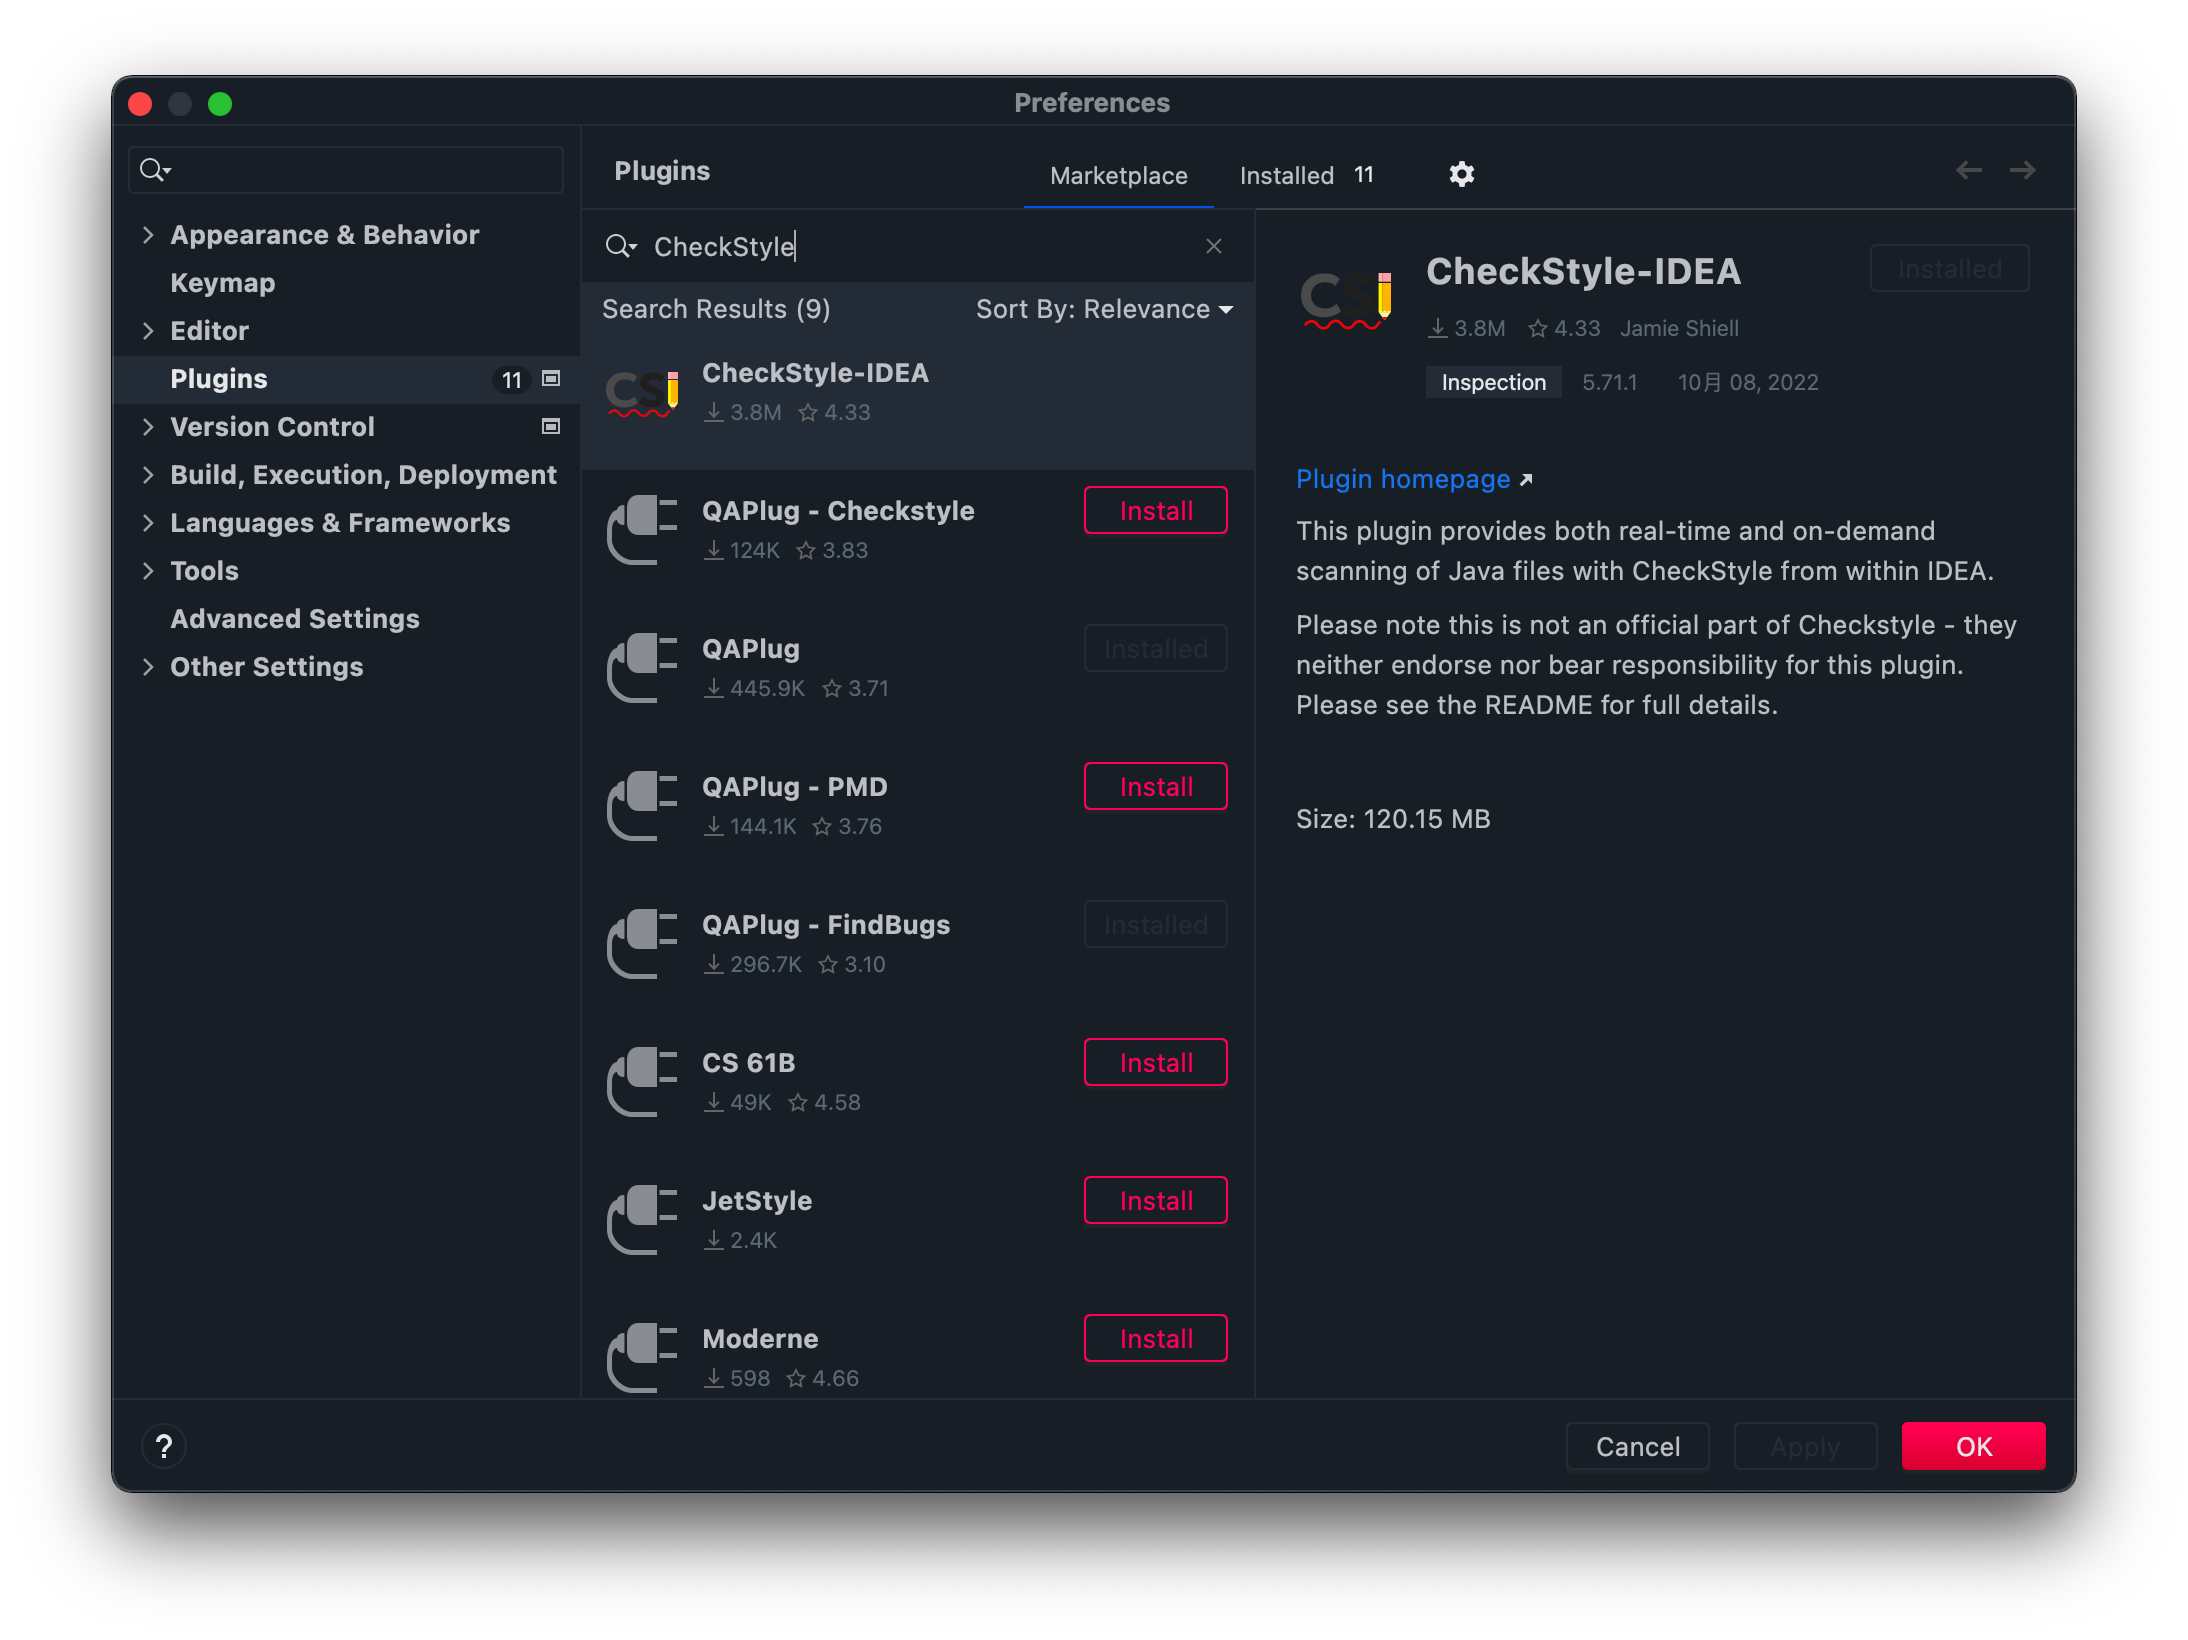 Preferences
Appearance & Behavior
Keymap
Editor
Plugins 11
Version Control
Build, Execution, Deployment
Languages & Frameworks
Tools
Advanced Settings
Other Settings
Plugins
Marketplace
Installed 11
CheckStyle
Search Results (9)
Sort By: Relevance
CSI
CheckStyle-IDEA
3.8M 4.33
QAPlug - Checkstyle
124K 3.83
Install
QAPlug
445.9K 3.71
Installed
QAPlug - PMD
144.1K 3.76
Install
QAPlug - FindBugs
296.7K 3.10
Installed
CS 61B
49K 4.58
Install
JetStyle
2.4K
Install
Moderne
598 4.66
Install
CSI
CheckStyle-IDEA
Installed
3.8M 4.33 Jamie Shiell
Inspection 5.71.1 10月 08, 2022
Plugin homepage
This plugin provides both real-time and on-demand
scanning of Java files with CheckStyle from within IDEA.
Please note this is not an official part of Checkstyle - they
neither endorse nor bear responsibility for this plugin.
Please see the README for full details.
Size: 120.15 MB
?
Cancel
Apply
OK